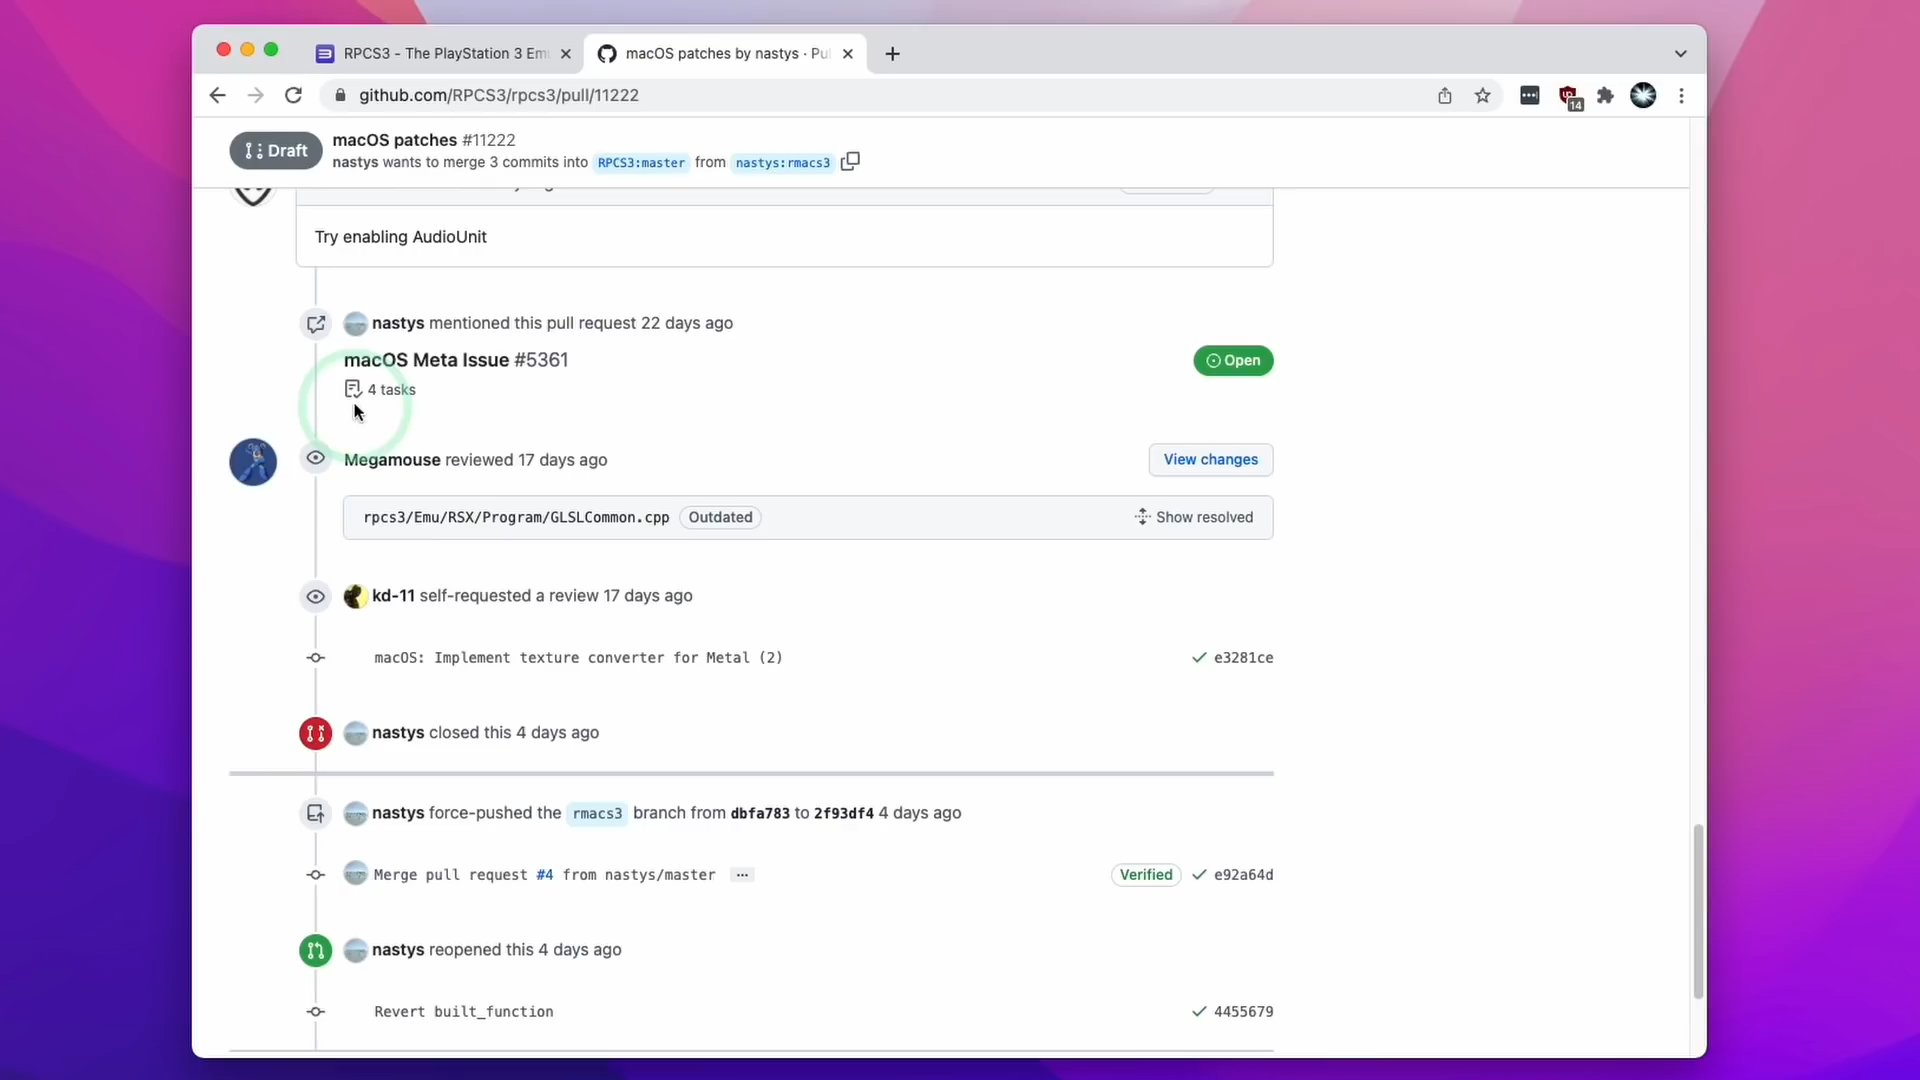 RPCS3 - The PlayStation 3 Em
macOS patches by nastys · Pul
github.com/RPCS3/rpcs3/pull/11222
14
Draft
macOS patches #11222
nastys wants to merge 3 commits into RPCS3:master from nastys:rmacs3
Try enabling AudioUnit
nastys mentioned this pull request 22 days ago
macOS Meta Issue #5361
Open
4 tasks
Megamouse reviewed 17 days ago
View changes
rpcs3/Emu/RSX/Program/GLSLCommon.cpp Outdated
Show resolved
kd-11 self-requested a review 17 days ago
macOS: Implement texture converter for Metal (2)
e3281ce
nastys closed this 4 days ago
nastys force-pushed the rmacs3 branch from dbfa783 to 2f93df4 4 days ago
Merge pull request #4 from nastys/master ...
Verified
e92a64d
nastys reopened this 4 days ago
Revert built_function
4455679